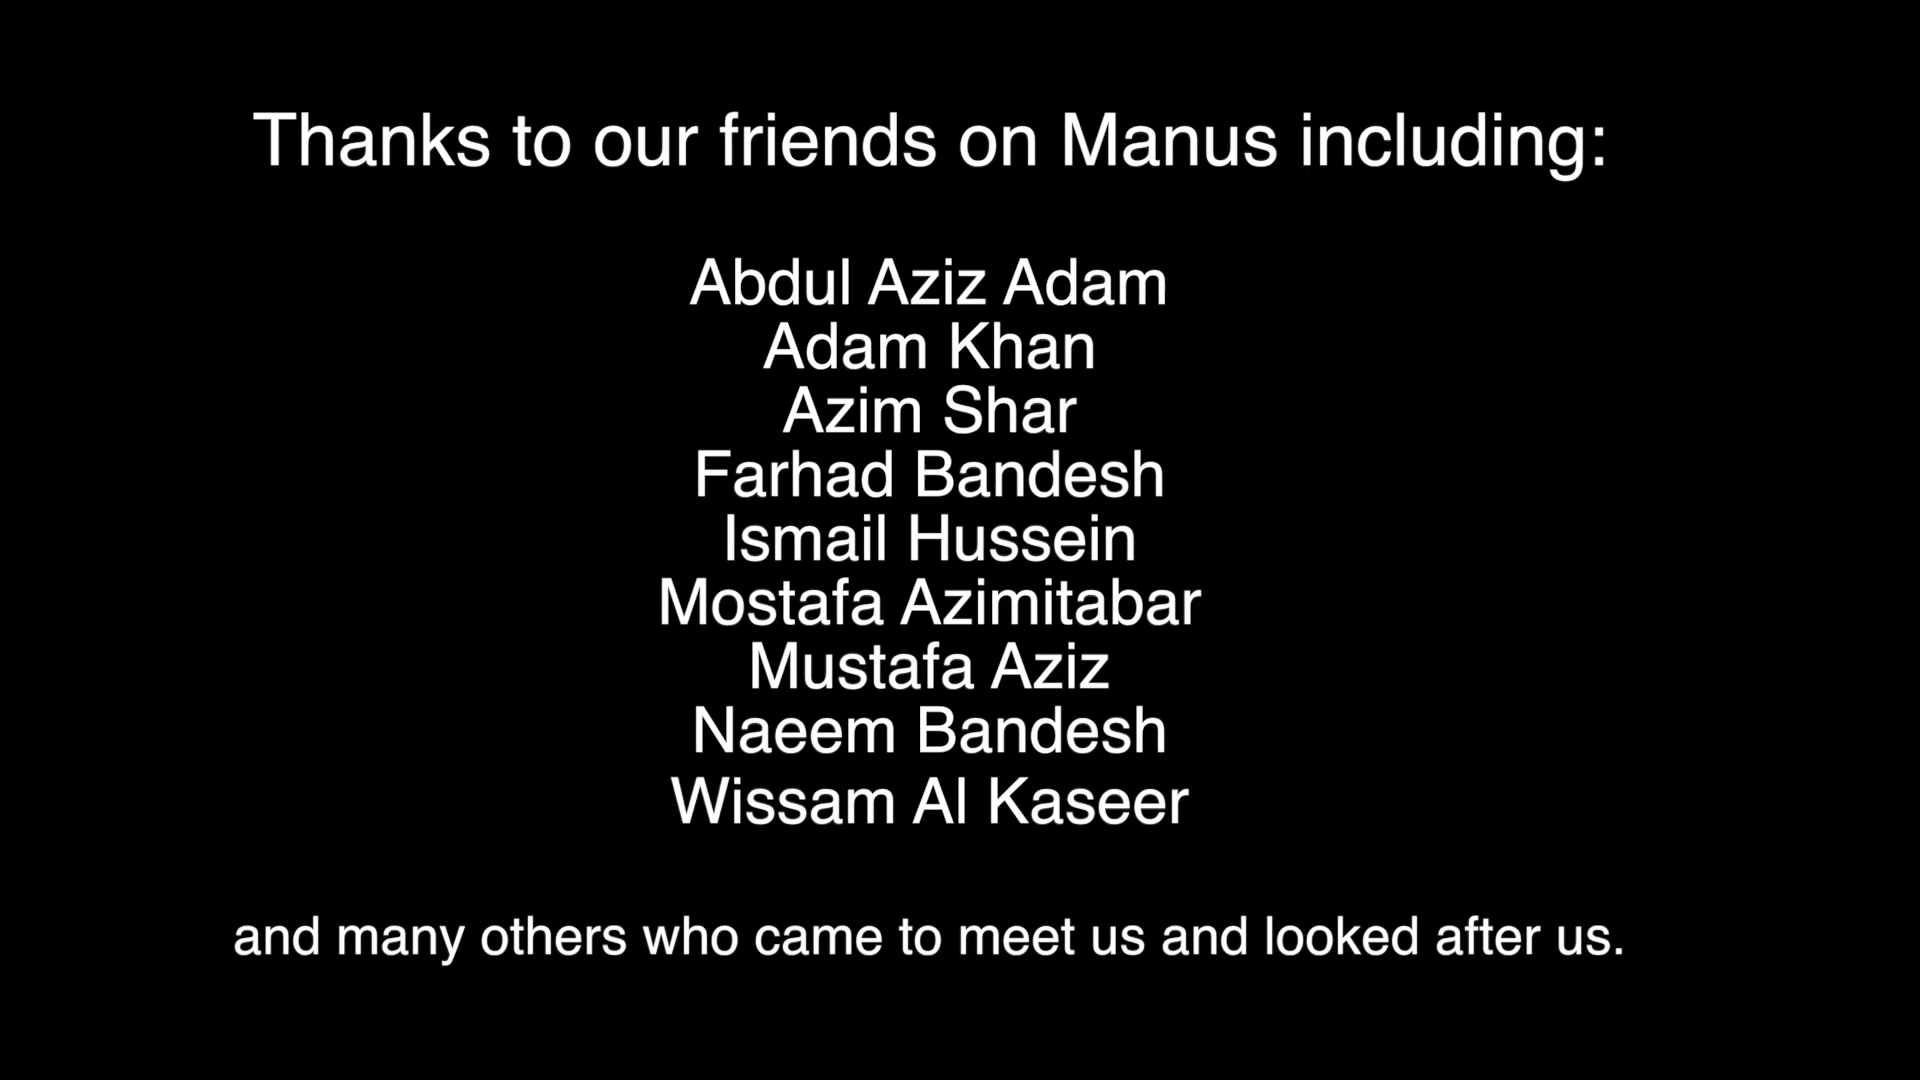 Thanks to our friends on Manus including:
Abdul Aziz Adam
Adam Khan
Azim Shar
Farhad Bandesh
Ismail Hussein
Mostafa Azimitabar
Mustafa Aziz
Naeem Bandesh
Wissam Al Kaseer
and many others who came to meet us and looked after us.